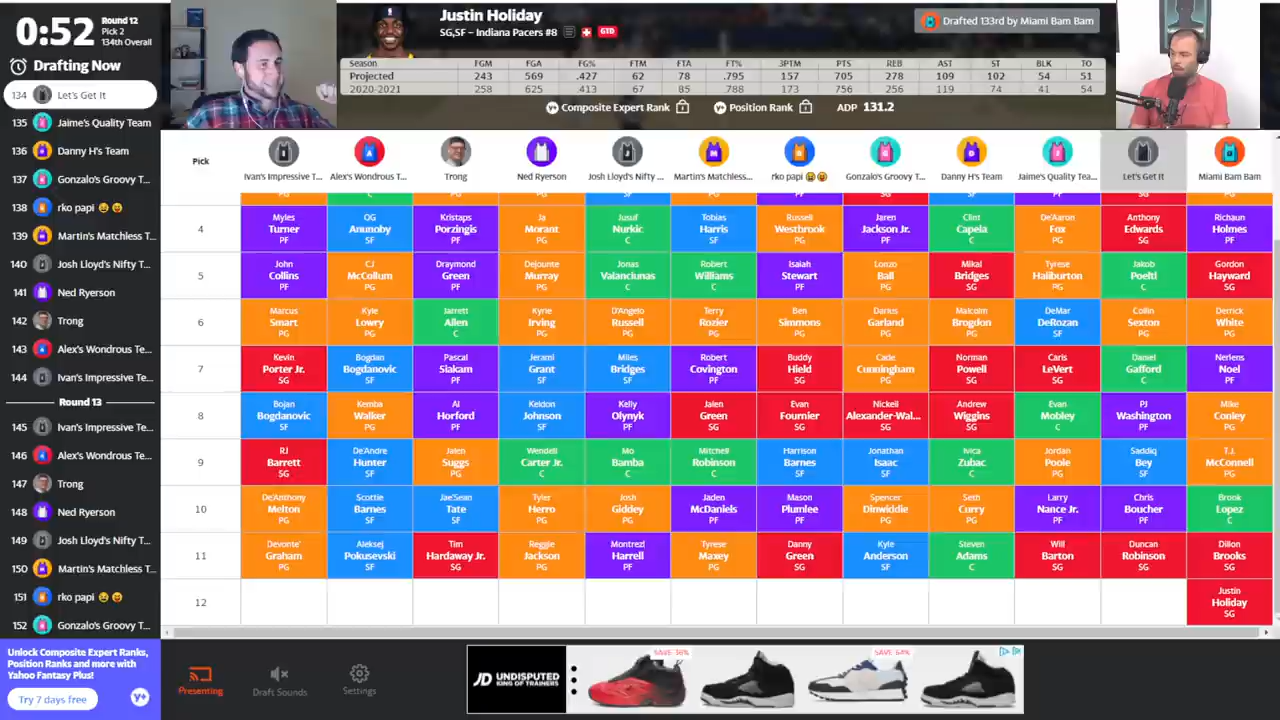 0:52
Round 12
Pick 2
134th Overall
Drafting Now
134 Let's Get It
135 Jaime's Quality Team
136 Danny H's Team
137 Gonzalo's Groovy T...
138 rko papi
139 Martin's Matchless T...
140 Josh Lloyd's Nifty T...
141 Ned Ryerson
142 Trong
143 Alex's Wondrous Te...
144 Ivan's Impressive Te...
Round 13
145 Ivan's Impressive Te...
146 Alex's Wondrous Te...
147 Trong
148 Ned Ryerson
149 Josh Lloyd's Nifty T...
Martin's Matchless T...
151 rko papi
152 Gonzalo's Groovy T...
Unlock Composite Expert Ranks,
Position Ranks and more with
Yahoo Fantasy Plus!
Try 7 days free
Y+
Justin Holiday
SG,SF - Indiana Pacers #8 GTD
Drafted 133rd by Miami Bam Bam
Season FGM FGA FG% FTM FTA FT% 3PTM PTS REB AST ST BLK TO
Projected 243 569 .427 62 78 .795 157 705 278 109 102 54 51
2020-2021 258 625 .413 67 85 .788 173 756 256 119 74 41 54
Y+ Composite Expert Rank Y+ Position Rank ADP 131.2
Pick
Ivan's Impressive T... Alex's Wondrous T... Trong Ned Ryerson Josh Lloyd's Nifty ... Martin's Matchless... rko papi Gonzalo's Groovy T... Danny H's Team Jaime's Quality Tea... Let's Get It Miami Bam Bam
4
Myles OG Kristaps Ja Jusuf Tobias Russell Jaren Clint De'Aaron Anthony Richaun
Turner Anunoby Porzingis Morant Nurkic Harris Westbrook Jackson Jr. Capela Fox Edwards Holmes
PF SF PF PG C SF PG PF C PG SG PF
5
John CJ Draymond Dejounte Jonas Robert Isaiah Lonzo Mikal Tyrese Jakob Gordon
Collins McCollum Green Murray Valanciunas Williams Stewart Ball Bridges Haliburton Poeltl Hayward
PF PG PF PG C C PF PG SG PG C SG
6
Marcus Kyle Jarrett Kyrie D'Angelo Terry Ben Darius Malcolm DeMar Collin Derrick
Smart Lowry Allen Irving Russell Rozier Simmons Garland Brogdon DeRozan Sexton White
PG PG C PG PG PG PG PG PG SF PG PG
7
Kevin Bogdan Pascal Jerami Miles Robert Buddy Cade Norman Caris Daniel Nerlens
Porter Jr. Bogdanovic Siakam Grant Bridges Covington Hield Cunningham Powell LeVert Gafford Noel
SG SF PF SF SF PF SG PG SG SG C PF
8
Bojan Kemba Al Keldon Kelly Jalen Evan Nickeil Andrew Evan PJ Mike
Bogdanovic Walker Horford Johnson Olynyk Green Fournier Alexander-Wal... Wiggins Mobley Washington Conley
SF PG PF SF PF SG SG SG SG C PF PG
9
RJ De'Andre Jalen Wendell Mo Mitchell Harrison Jonathan Ivica Jordan Saddiq T.J.
Barrett Hunter Suggs Carter Jr. Bamba Robinson Barnes Isaac Zubac Poole Bey McConnell
SG SF PG C C C SF SF C PG SF PG
10
De'Anthony Scottie Jae'Sean Tyler Josh Jaden Mason Spencer Seth Larry Chris Brook
Melton Barnes Tate Herro Giddey McDaniels Plumlee Dinwiddie Curry Nance Jr. Boucher Lopez
PG SF SF PG PG PF PF PG PG PF PF C
11
Devonte' Aleksej Tim Reggie Montrezl Tyrese Danny Kyle Steven Will Duncan Dillon
Graham Pokusevski Hardaway Jr. Jackson Harrell Maxey Green Anderson Adams Barton Robinson Brooks
PG SF SG PG PF PG SG SF C SG SG SG
12
Justin
Holiday
SG
Presenting
Draft Sounds
Settings
JD UNDISPUTED
KING OF TRAINERS
SAVE 36%
SAVE 64%